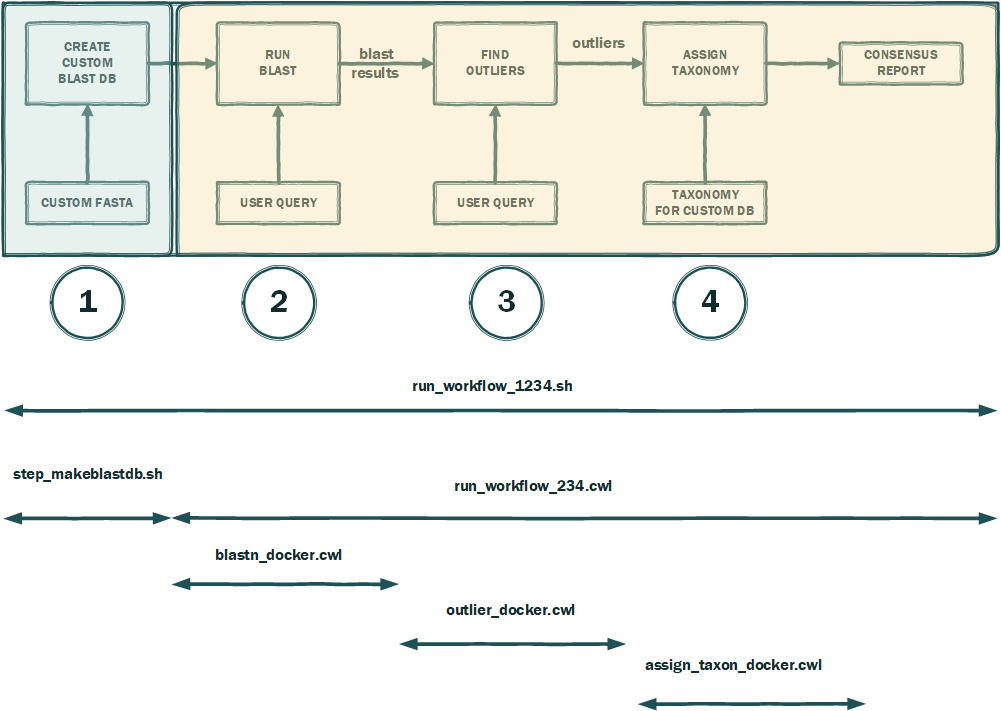 CREATE
CUSTOM
BLAST DB
RUN
BLAST
blast
results
FIND
OUTLIERS
outliers
ASSIGN
TAXONOMY
CONSENSUS
REPORT
CUSTOM FASTA
USER QUERY
USER QUERY
TAXONOMY
FOR CUSTOM DB
1
2
3
4
run_workflow_1234.sh
step_makeblastdb.sh
run_workflow_234.cwl
blastn_docker.cwl
outlier_docker.cwl
assign_taxon_docker.cwl